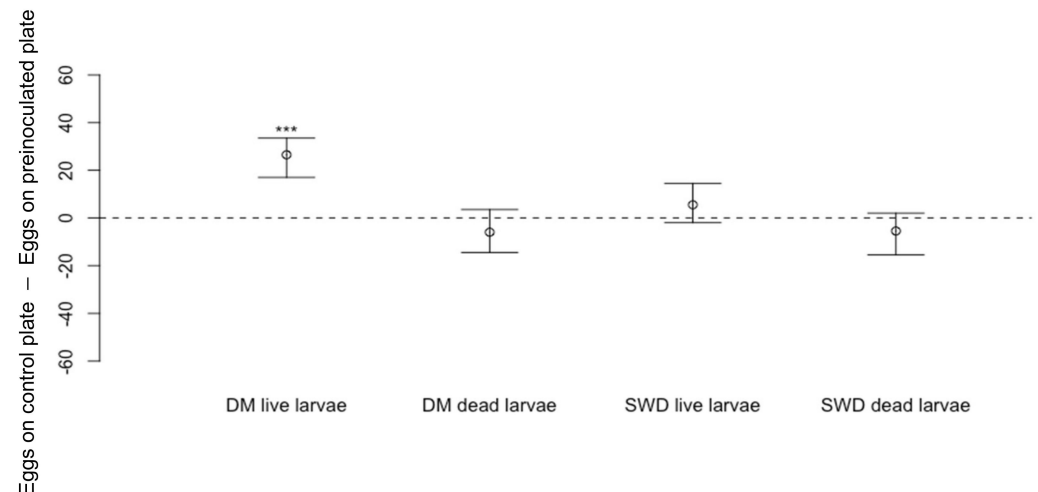 Eggs on control plate – Eggs on preinoculated plate
60
40
20
0
-20
-40
-60
***
DM live larvae
DM dead larvae
SWD live larvae
SWD dead larvae